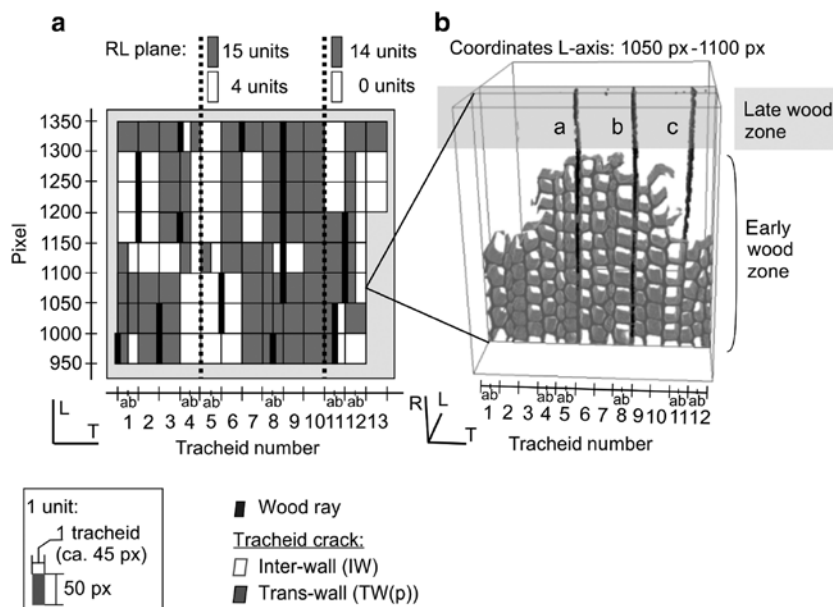 a
RL plane:
15 units
14 units
4 units
0 units
1350
1300
1250
1200
1150
1100
1050
1000
950
Pixel
ab ab ab ab ab ab
1 2 3 4 5 6 7 8 9 10 11 12 13
Tracheid number
L
T
b
Coordinates L-axis: 1050 px -1100 px
a b c
Late wood
zone
Early
wood
zone
R
L
T
ab ab ab ab ab ab
1 2 3 4 5 6 7 8 9 10 11 12
Tracheid number
1 unit:
1 tracheid
(ca. 45 px)
50 px
Wood ray
Tracheid crack:
Inter-wall (IW)
Trans-wall (TW(p))